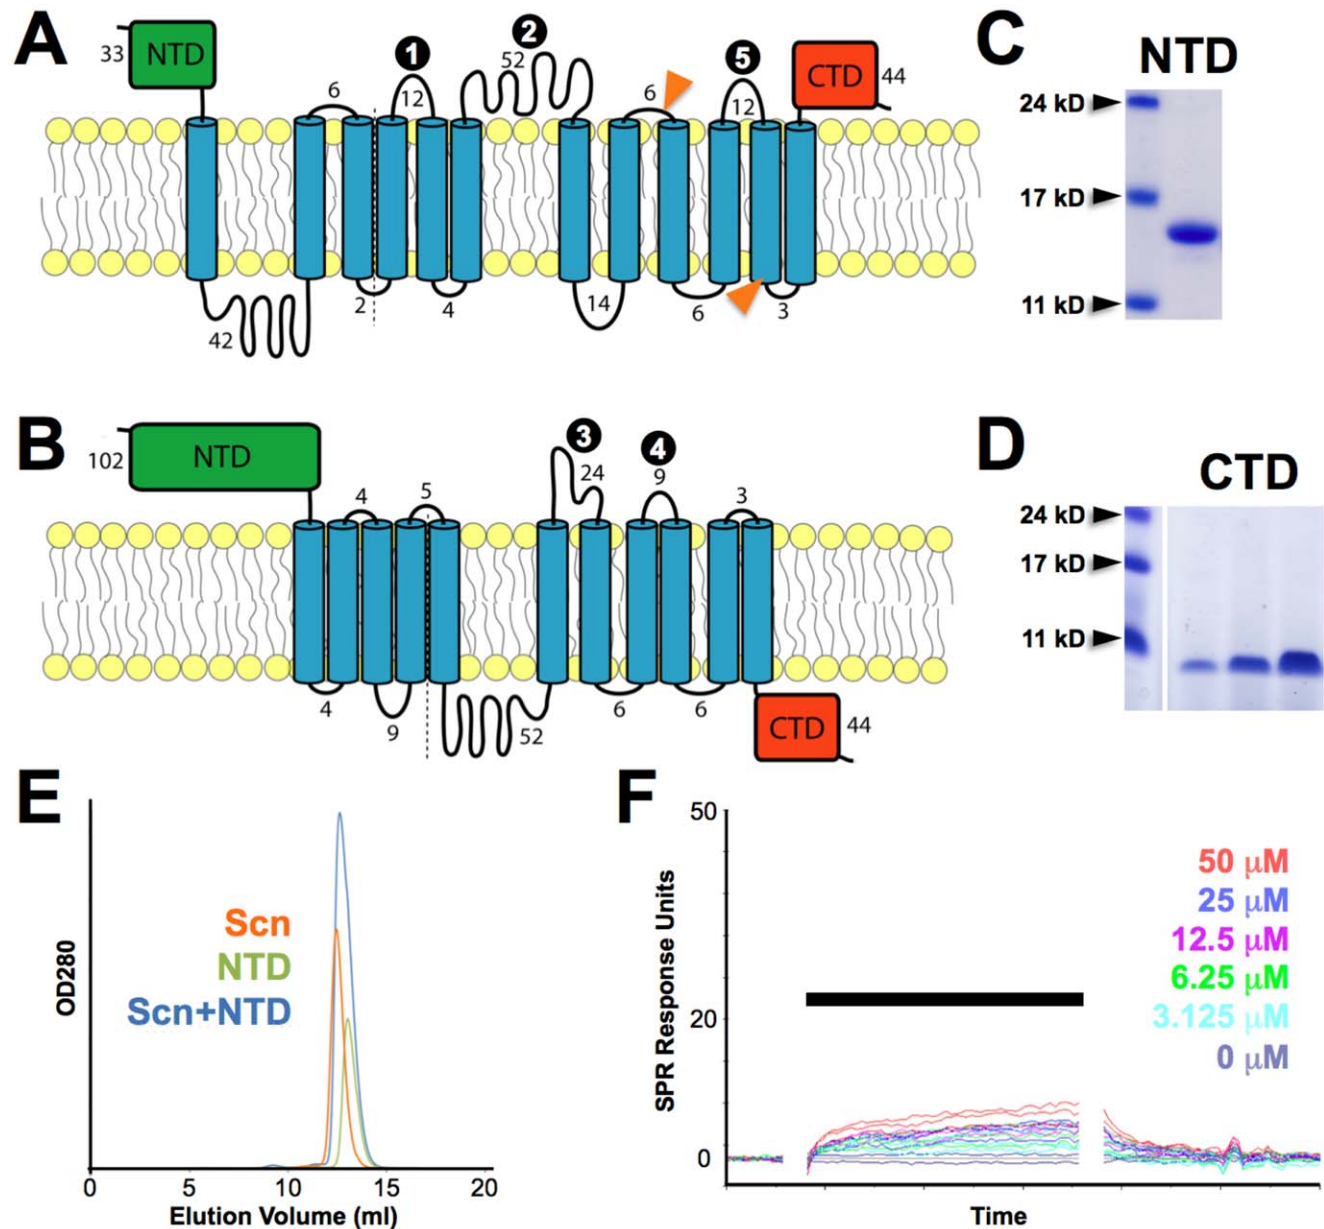 A
33
NTD
6
1
12
2
52
6
5
12
CTD
44
42
2
4
14
6
3
C
NTD
24 kD
17 kD
11 kD
B
102
NTD
4
5
3
24
4
9
3
4
9
52
6
6
CTD
44
D
CTD
24 kD
17 kD
11 kD
E
OD280
Scn
NTD
Scn+NTD
0
5
10
15
20
Elution Volume (ml)
F
SPR Response Units
50
20
0
50 μM
25 μM
12.5 μM
6.25 μM
3.125 μM
0 μM
Time